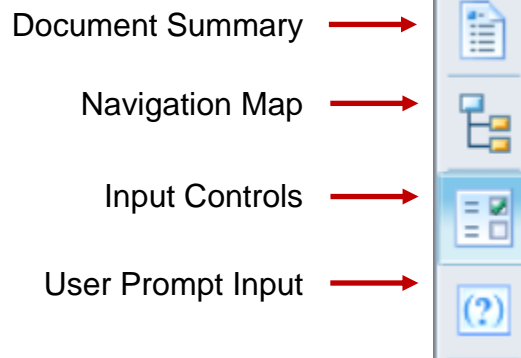 Document Summary
Navigation Map
Input Controls
User Prompt Input
(?)